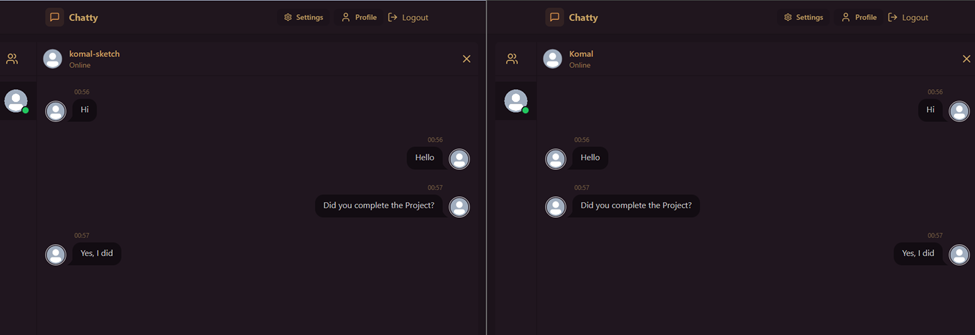 Chatty Settings Profile Logout
komal-sketch
Online
00:56
Hi
00:56
Hello
00:57
Did you complete the Project?
00:57
Yes, I did
Chatty Settings Profile Logout
Komal
Online
00:56
Hi
00:56
Hello
00:57
Did you complete the Project?
00:57
Yes, I did